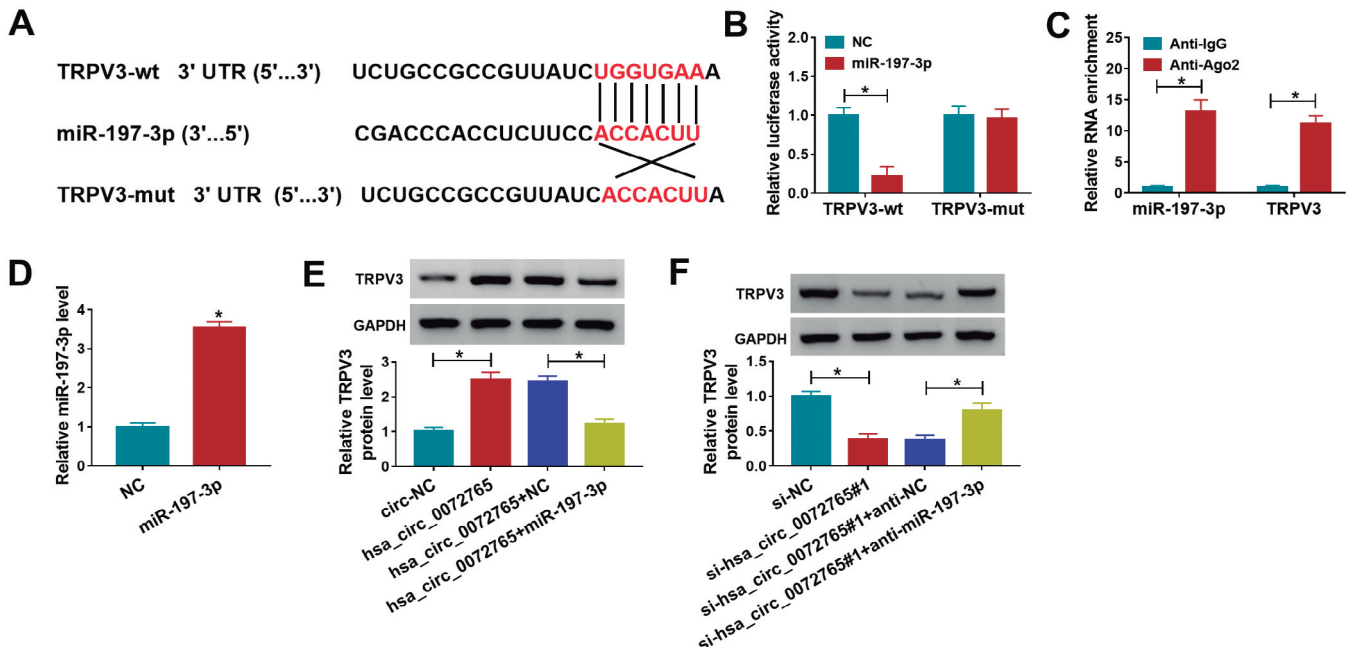 A
TRPV3-wt 3' UTR (5'...3') UCUGCCGCCGUUAUCUGGUGAAA
miR-197-3p (3'...5') CGACCCACCUCUUCCACCACUU
TRPV3-mut 3' UTR (5'...3') UCUGCCGCCGUUAUCACCACUUA
B
Relative luciferase activity
2.0
1.5
1.0
0.5
0.0
NC
miR-197-3p
*
TRPV3-wt TRPV3-mut
C
Relative RNA enrichment
25
20
15
10
5
0
Anti-IgG
Anti-Ago2
* *
miR-197-3p TRPV3
D
Relative miR-197-3p level
4
3
2
1
0
*
NC
miR-197-3p
E
TRPV3
GAPDH
Relative TRPV3
protein level
3
2
1
0
* *
circ-NC
hsa_circ_0072765
hsa_circ_0072765+NC
hsa_circ_0072765+miR-197-3p
F
TRPV3
GAPDH
Relative TRPV3
protein level
1.5
1.0
0.5
0.0
* *
si-NC
si-hsa_circ_0072765#1
si-hsa_circ_0072765#1+anti-NC
si-hsa_circ_0072765#1+anti-miR-197-3p